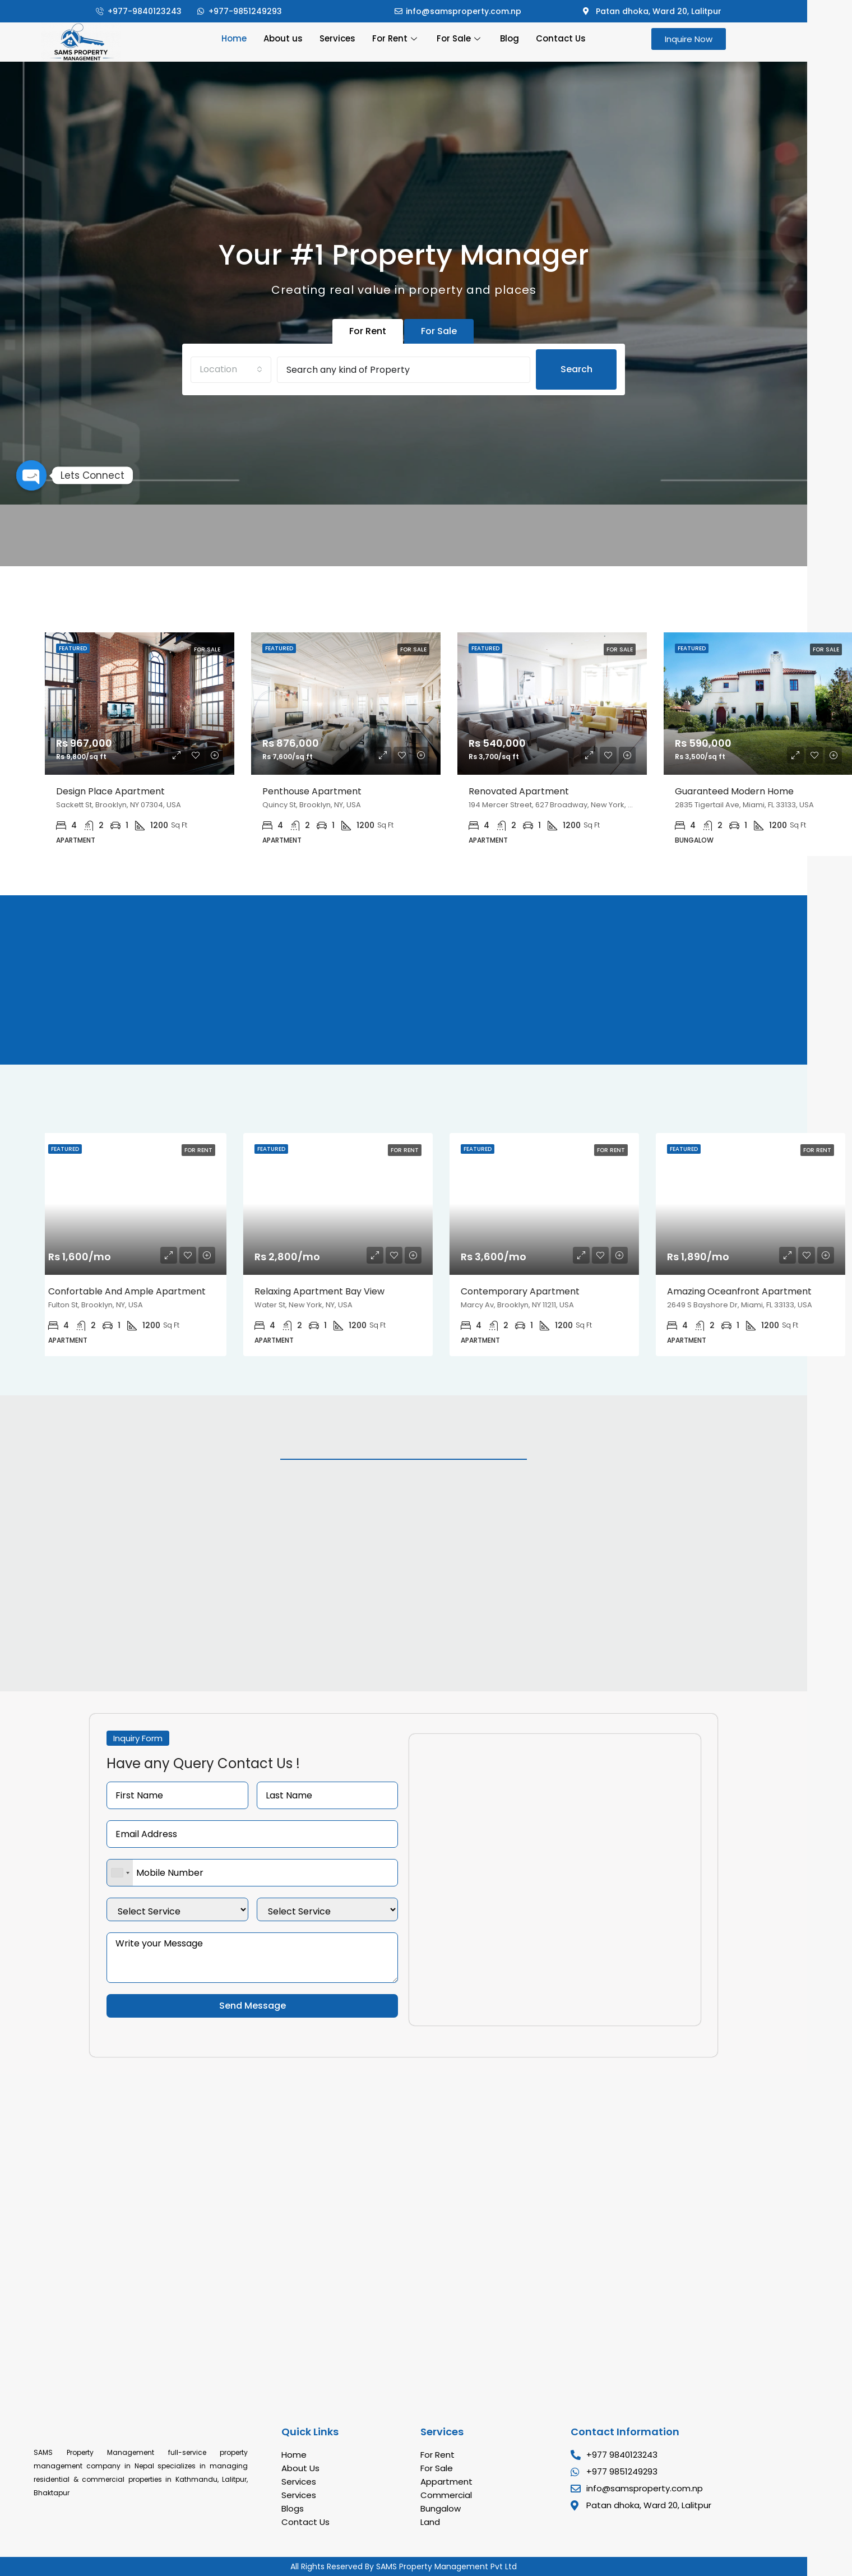 +977-9840123243
+977-9851249293
info@samsproperty.com.np
Patan dhoka, Ward 20, Lalitpur
SAMS PROPERTY
MANAGEMENT
Home
About us
Services
For Rent
For Sale
Blog
Contact Us
Inquire Now
Your #1 Property Manager
Creating real value in property and places
For Rent
For Sale
Location
Search any kind of Property
Search
Lets Connect
FEATURED
FOR SALE
Rs 967,000
Rs 9,800/sq ft
Design Place Apartment
Sackett St, Brooklyn, NY 07304, USA
4 2 1 1200 Sq Ft
APARTMENT
FEATURED
FOR SALE
Rs 876,000
Rs 7,600/sq ft
Penthouse Apartment
Quincy St, Brooklyn, NY, USA
4 2 1 1200 Sq Ft
APARTMENT
FEATURED
FOR SALE
Rs 540,000
Rs 3,700/sq ft
Renovated Apartment
194 Mercer Street, 627 Broadway, New York, ...
4 2 1 1200 Sq Ft
APARTMENT
FEATURED
FOR SALE
Rs 590,000
Rs 3,500/sq ft
Guaranteed Modern Home
2835 Tigertail Ave, Miami, FL 33133, USA
4 2 1 1200 Sq Ft
BUNGALOW
FEATURED
FOR RENT
Rs 1,600/mo
Confortable And Ample Apartment
Fulton St, Brooklyn, NY, USA
4 2 1 1200 Sq Ft
APARTMENT
FEATURED
FOR RENT
Rs 2,800/mo
Relaxing Apartment Bay View
Water St, New York, NY, USA
4 2 1 1200 Sq Ft
APARTMENT
FEATURED
FOR RENT
Rs 3,600/mo
Contemporary Apartment
Marcy Av, Brooklyn, NY 11211, USA
4 2 1 1200 Sq Ft
APARTMENT
FEATURED
FOR RENT
Rs 1,890/mo
Amazing Oceanfront Apartment
2649 S Bayshore Dr, Miami, FL 33133, USA
4 2 1 1200 Sq Ft
APARTMENT
Inquiry Form
Have any Query Contact Us !
First Name
Last Name
Email Address
Mobile Number
Select Service
Select Service
Write your Message
Send Message
SAMS Property Management full-service property
management company in Nepal specializes in managing
residential & commercial properties in Kathmandu, Lalitpur,
Bhaktapur
Quick Links
Home
About Us
Services
Services
Blogs
Contact Us
Services
For Rent
For Sale
Appartment
Commercial
Bungalow
Land
Contact Information
+977 9840123243
+977 9851249293
info@samsproperty.com.np
Patan dhoka, Ward 20, Lalitpur
All Rights Reserved By SAMS Property Management Pvt Ltd